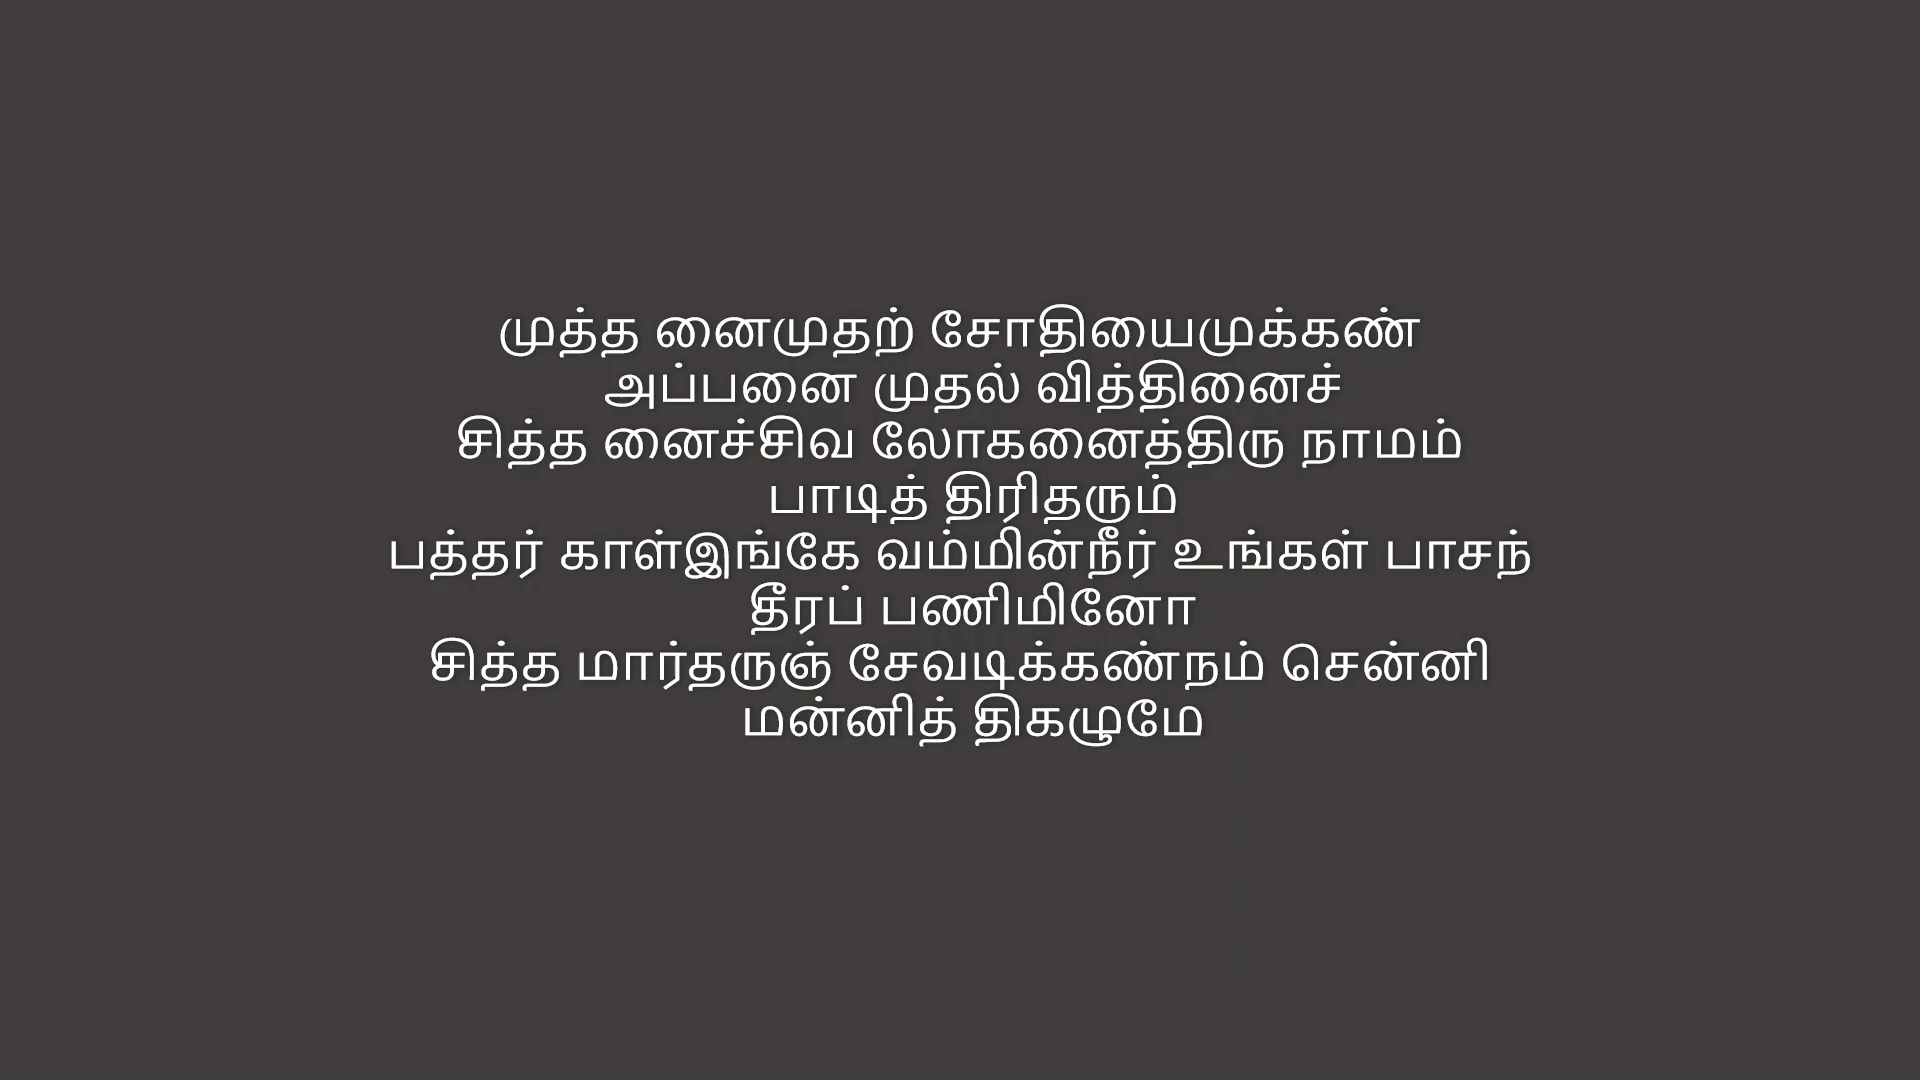 முத்த னைமுதற் சோதியைமுக்கண்
அப்பனை முதல் வித்தினைச்
சித்த னைச்சிவ லோகனைத்திரு நாமம்
பாடித் திரிதரும்
பத்தர் காள்இங்கே வம்மின்நீர் உங்கள் பாசந்
தீரப் பணிமினோ
சித்த மார்தருஞ் சேவடிக்கண்நம் சென்னி
மன்னித் திகழுமே